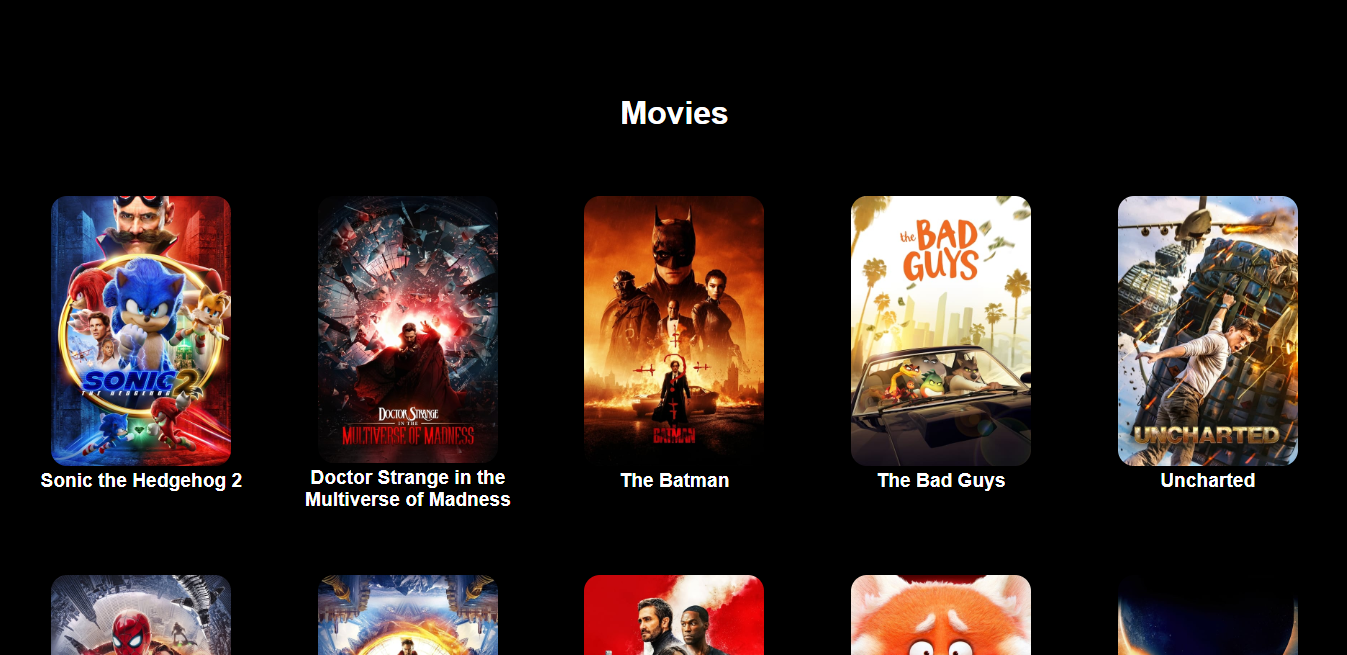 Movies
SONIC 2
THE HEDGEHOG
DOCTOR STRANGE
IN THE
MULTIVERSE OF MADNESS
THE BATMAN
the BAD
GUYS
UNCHARTED
Sonic the Hedgehog 2
Doctor Strange in the
Multiverse of Madness
The Batman
The Bad Guys
Uncharted